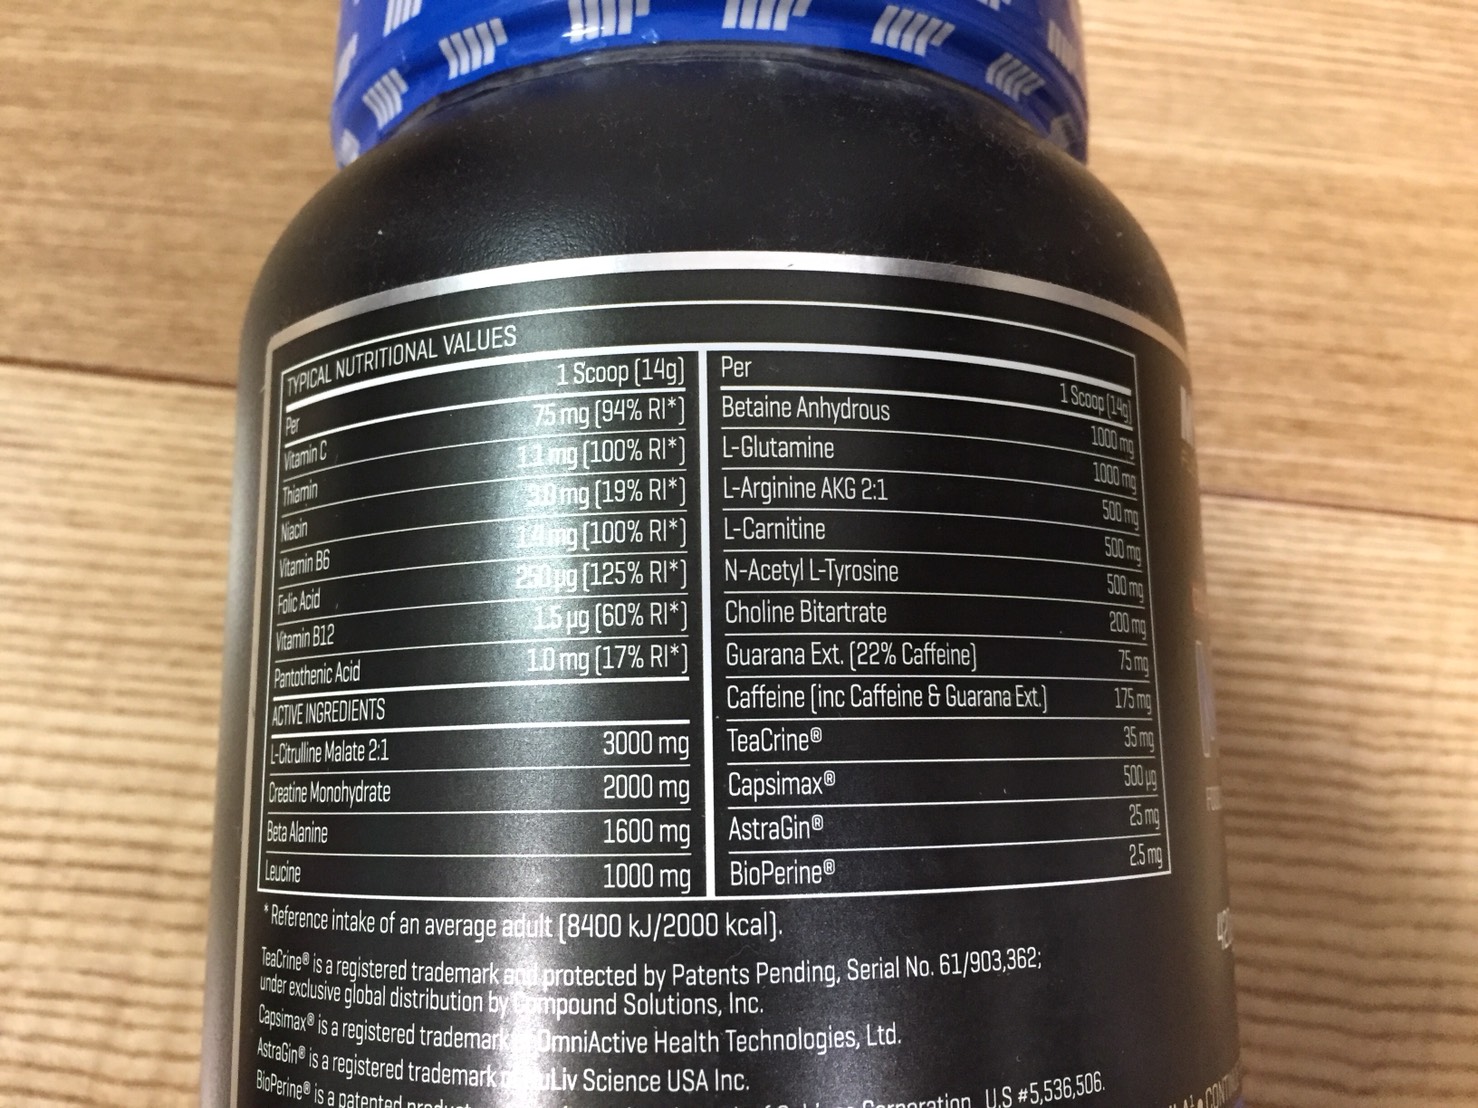 TYPICAL NUTRITIONAL VALUES
Per 1 Scoop (14g)
Vitamin C 75 mg (94% RI*)
Thiamin 1.1 mg (100% RI*)
Niacin 3.0 mg (19% RI*)
Vitamin B6 1.4 mg (100% RI*)
Folic Acid 250 µg (125% RI*)
Vitamin B12 1.5 µg (60% RI*)
Pantothenic Acid 1.0 mg (17% RI*)
ACTIVE INGREDIENTS
L-Citrulline Malate 2:1 3000 mg
Creatine Monohydrate 2000 mg
Beta Alanine 1600 mg
Leucine 1000 mg
Per 1 Scoop (14g)
Betaine Anhydrous 1000 mg
L-Glutamine 1000 mg
L-Arginine AKG 2:1 500 mg
L-Carnitine 500 mg
N-Acetyl L-Tyrosine 500 mg
Choline Bitartrate 200 mg
Guarana Ext. (22% Caffeine) 75 mg
Caffeine (inc Caffeine & Guarana Ext.) 175 mg
TeaCrine® 35 mg
Capsimax® 500 µg
AstraGin® 25 mg
BioPerine® 2.5 mg
* Reference intake of an average adult (8400 kJ/2000 kcal).
TeaCrine® is a registered trademark and protected by Patents Pending, Serial No. 61/903,362;
under exclusive global distribution by Compound Solutions, Inc.
Capsimax® is a registered trademark of OmniActive Health Technologies, Ltd.
AstraGin® is a registered trademark of NuLiv Science USA Inc.
BioPerine® is a patented product Corporation U.S #5,536,506.